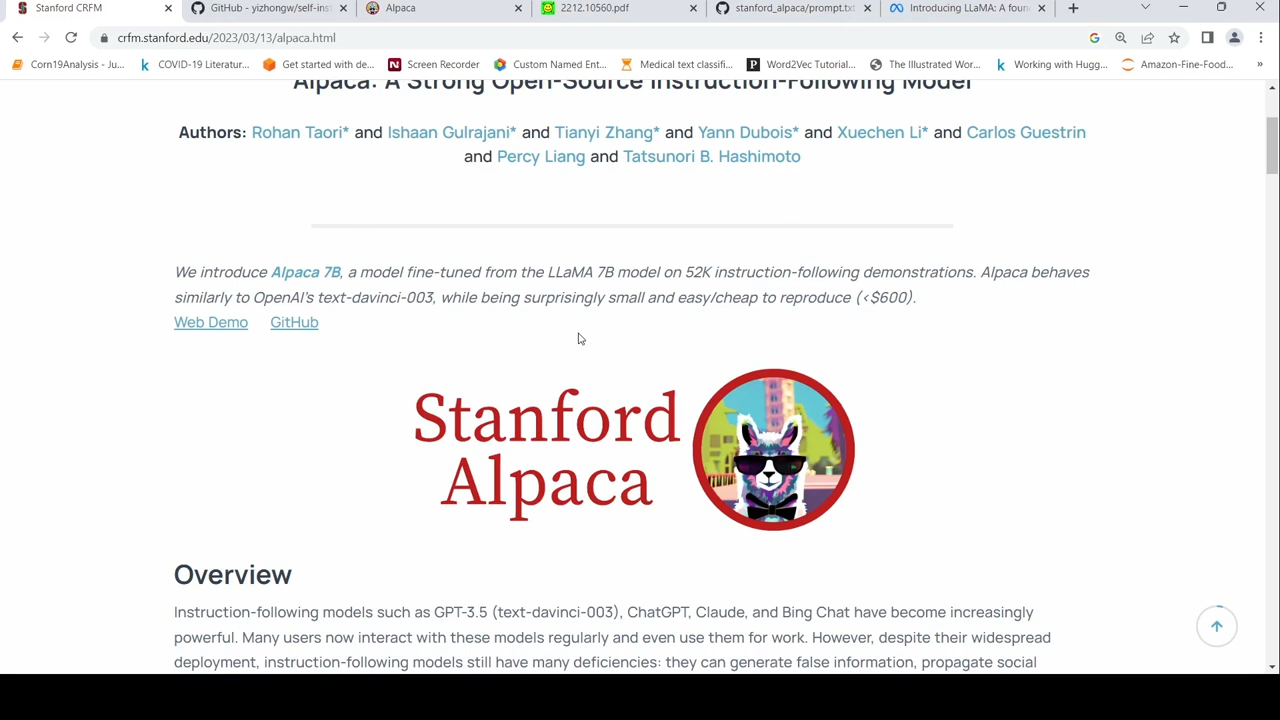 Stanford CRFM
GitHub - yizhongw/self-inst
Alpaca
2212.10560.pdf
stanford_alpaca/prompt.txt
Introducing LLaMA: A foun
crfm.stanford.edu/2023/03/13/alpaca.html
Corn19Analysis - Ju...
COVID-19 Literatur...
Get started with de...
Screen Recorder
Custom Named Ent...
Medical text classifi...
Word2Vec Tutorial...
The Illustrated Wor...
Working with Hugg...
Amazon-Fine-Food...
»
Alpaca: A Strong Open-Source Instruction-Following Model
Authors: Rohan Taori* and Ishaan Gulrajani* and Tianyi Zhang* and Yann Dubois* and Xuechen Li* and Carlos Guestrin
and Percy Liang and Tatsunori B. Hashimoto
We introduce Alpaca 7B, a model fine-tuned from the LLaMA 7B model on 52K instruction-following demonstrations. Alpaca behaves
similarly to OpenAI's text-davinci-003, while being surprisingly small and easy/cheap to reproduce (<$600).
Web Demo GitHub
Stanford
Alpaca
Overview
Instruction-following models such as GPT-3.5 (text-davinci-003), ChatGPT, Claude, and Bing Chat have become increasingly
powerful. Many users now interact with these models regularly and even use them for work. However, despite their widespread
deployment, instruction-following models still have many deficiencies: they can generate false information, propagate social